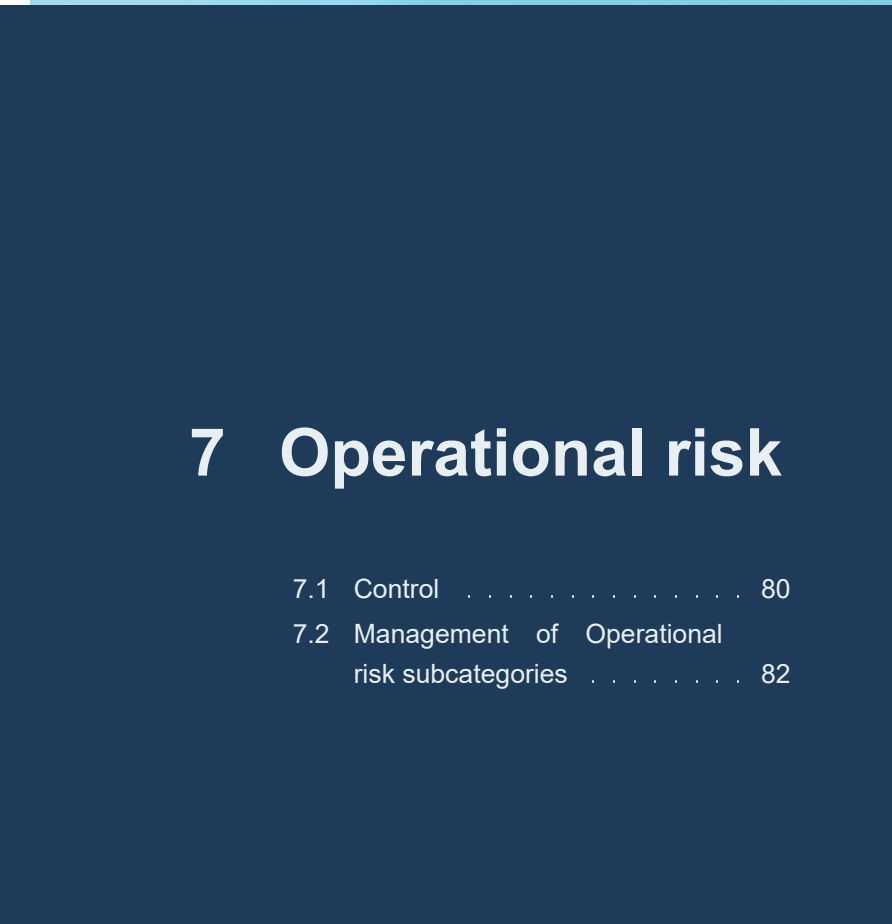 7 Operational risk
7.1 Control . . . . . . . . . . . . . . 80
7.2 Management of Operational
risk subcategories . . . . . . . . 82